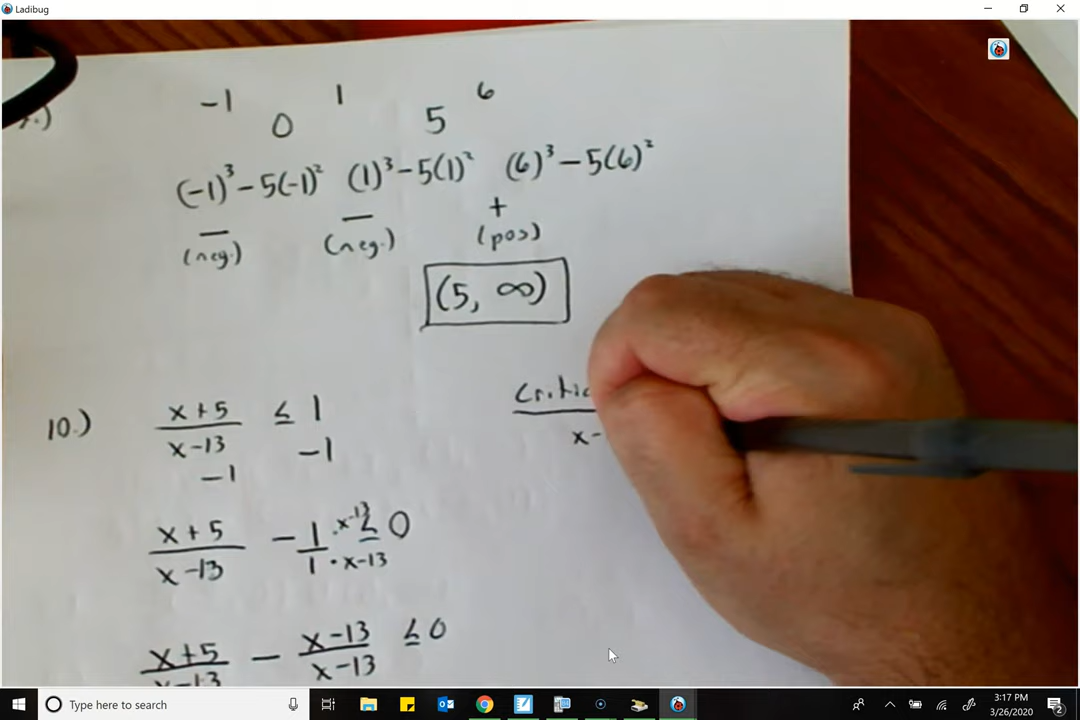 Ladibug
-1 0 1 5 6
(-1)³ - 5(-1)² (1)³ - 5(1)² (6)³ - 5(6)²
— — +
(neg.) (neg.) (pos)
(5, ∞)
10.) x+5 / x-13 ≤ 1
-1 -1
x+5 / x-13 - 1/1 · x-13 / · x-13 ≤ 0
x+5 / x-13 - x-13 / x-13 ≤ 0
x-
Type here to search
3:17 PM
3/26/2020
2